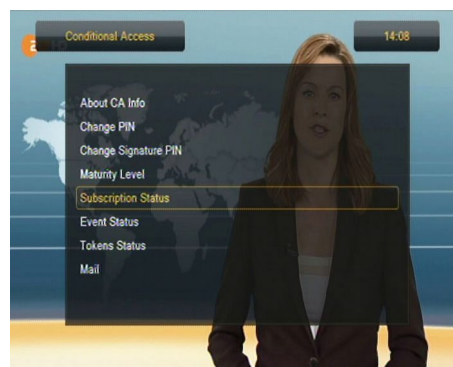 Conditional Access
14:08
About CA Info
Change PIN
Change Signature PIN
Maturity Level
Subscription Status
Event Status
Tokens Status
Mail